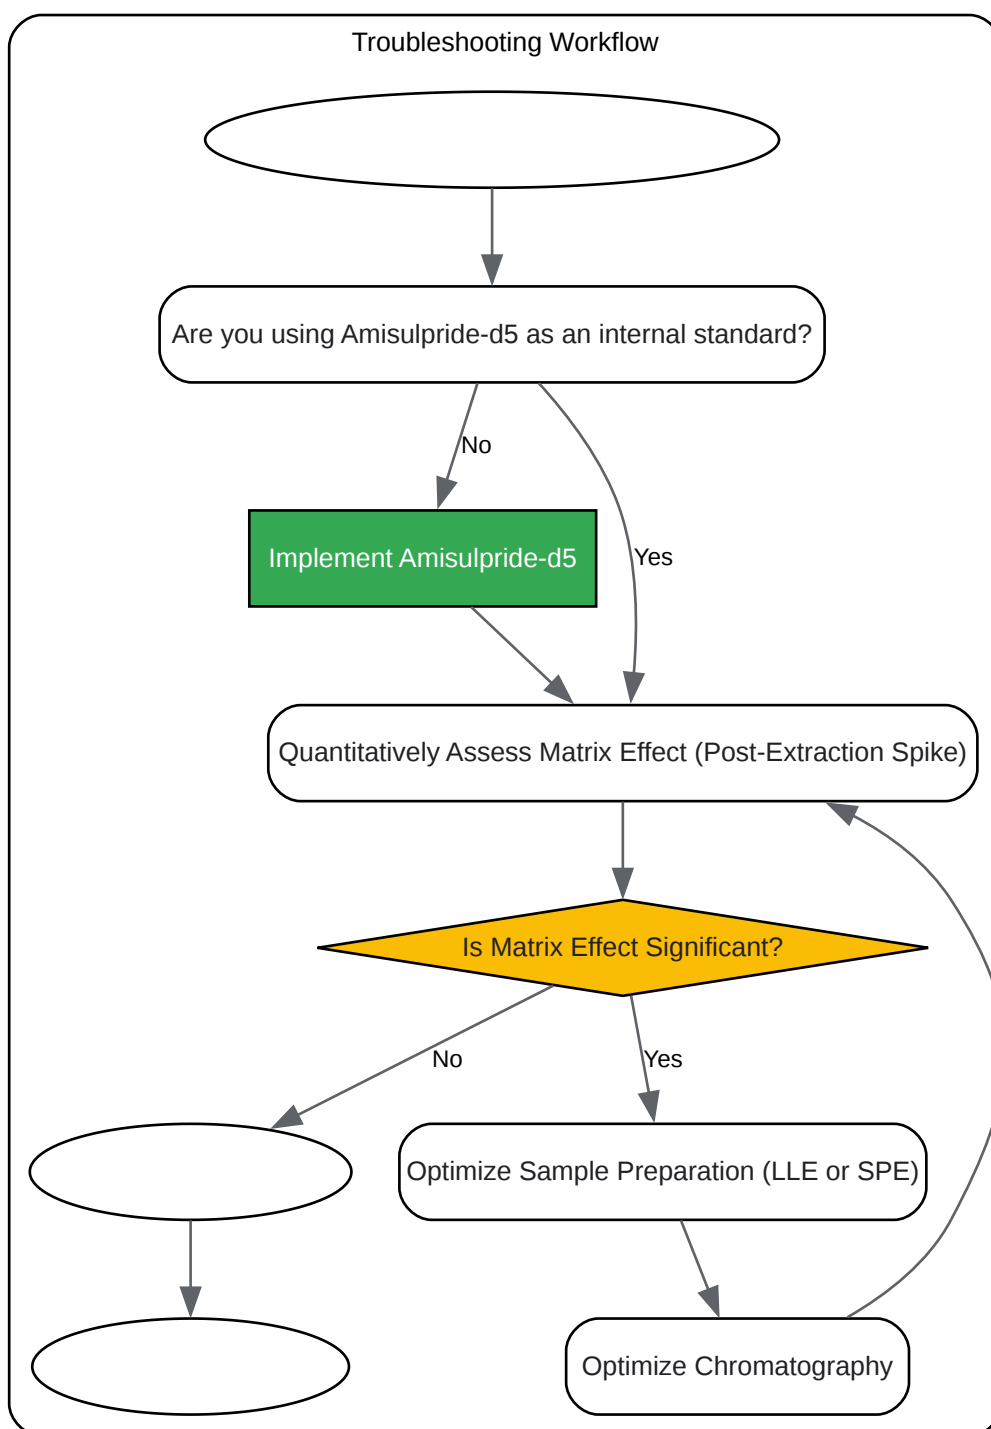 Troubleshooting Workflow
Are you using Amisulpride-d5 as an internal standard?
No
Implement Amisulpride-d5
Yes
Quantitatively Assess Matrix Effect (Post-Extraction Spike)
Is Matrix Effect Significant?
No
Yes
Optimize Sample Preparation (LLE or SPE)
Optimize Chromatography